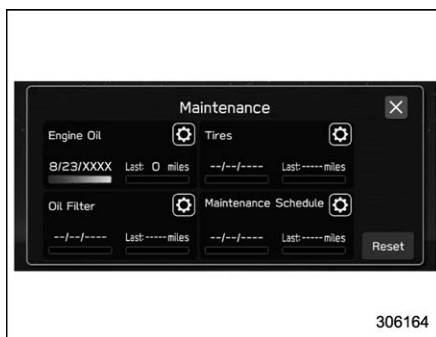 Maintenance
Engine Oil
Tires
8/23/XXXX Last: 0 miles
--/--/---- Last:----- miles
Oil Filter
Maintenance Schedule
--/--/---- Last:----- miles
--/--/---- Last:----- miles
Reset
306164